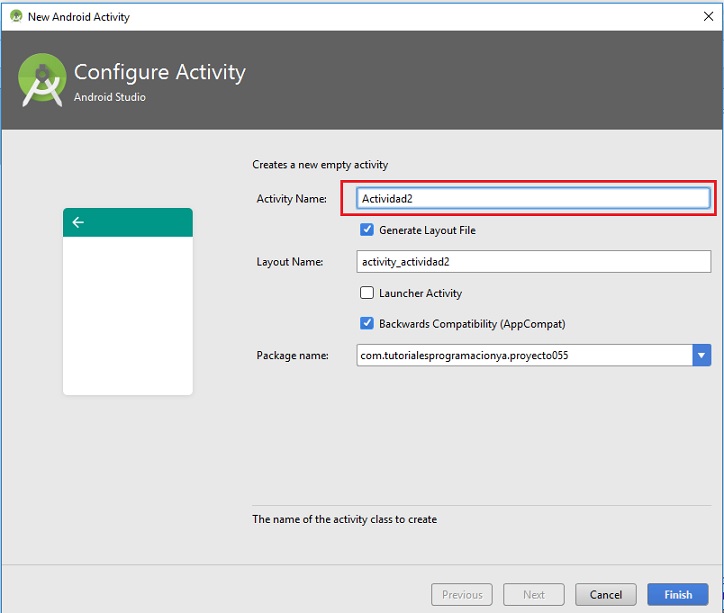 New Android Activity
Configure Activity
Android Studio
Creates a new empty activity
Activity Name: Actividad2
Generate Layout File
Layout Name: activity_actividad2
Launcher Activity
Backwards Compatibility (AppCompat)
Package name: com.tutorialesprogramacionya.proyecto055
The name of the activity class to create
Previous Next Cancel Finish